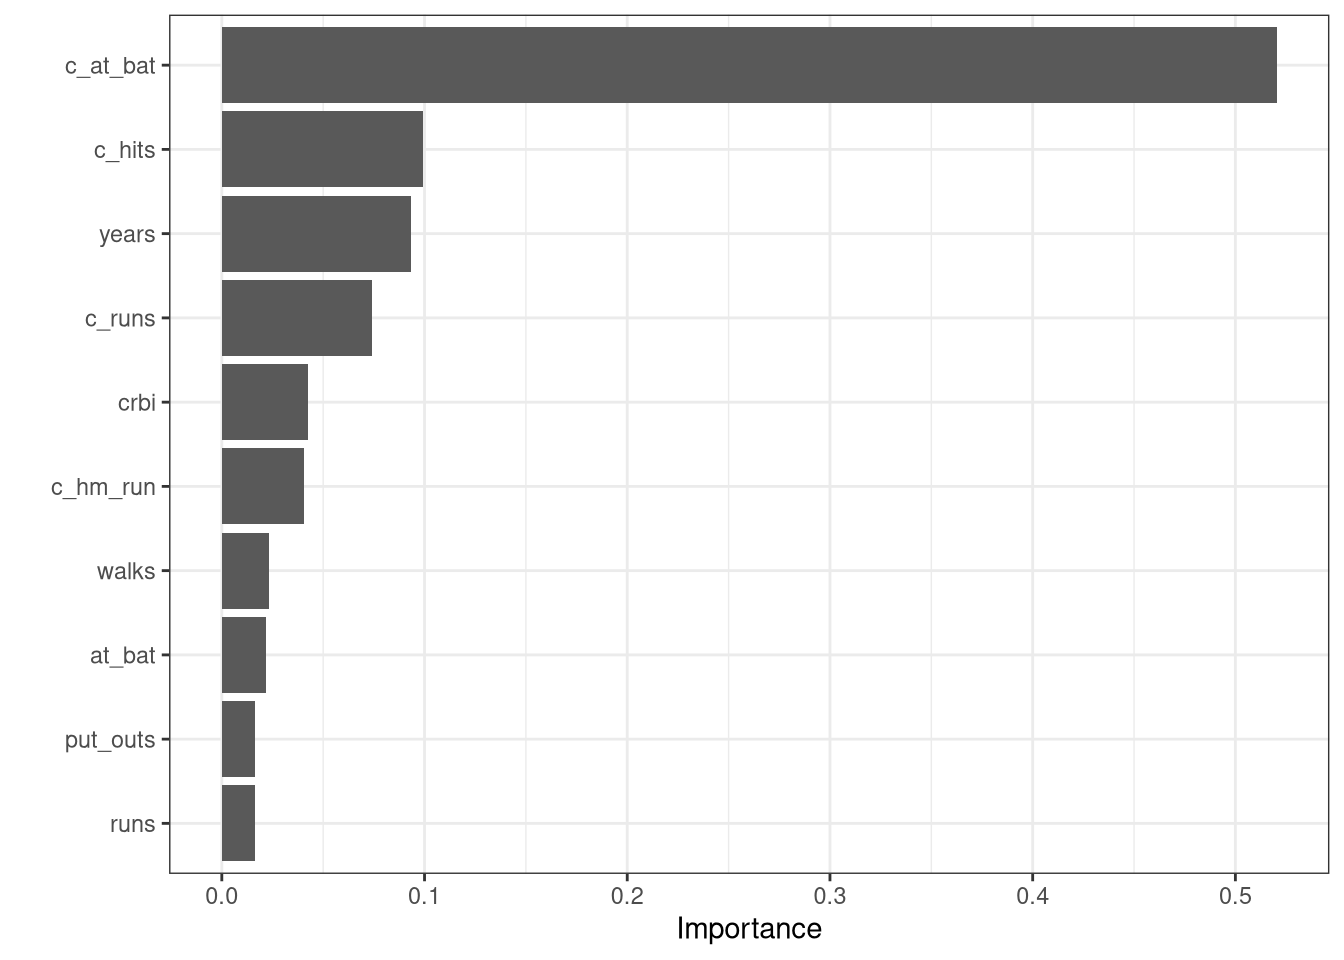 c_at_bat
c_hits
years
c_runs
crbi
c_hm_run
walks
at_bat
put_outs
runs
0.0 0.1 0.2 0.3 0.4 0.5
Importance